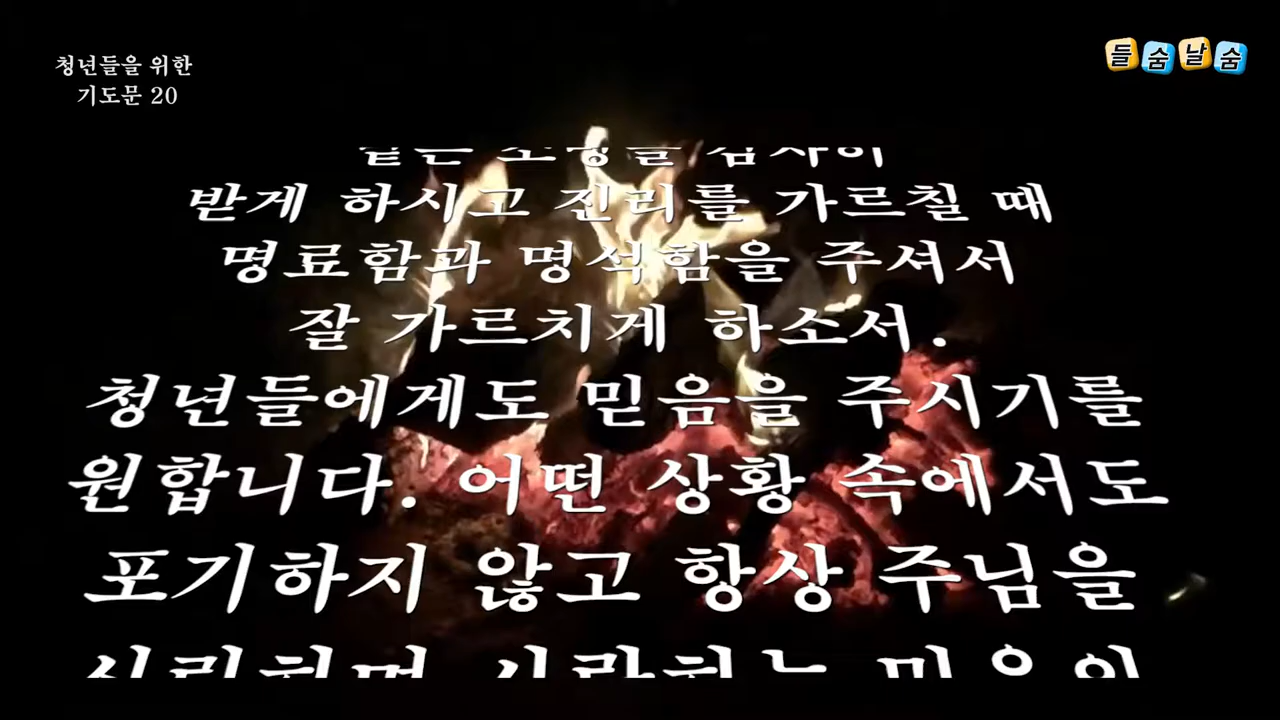 청년들을 위한
기도문 20
들숨날숨
받게 하시고 진리를 가르칠 때
명료함과 명석함을 주셔서
잘 가르치게 하소서.
청년들에게도 믿음을 주시기를
원합니다. 어떤 상황 속에서도
포기하지 않고 항상 주님을